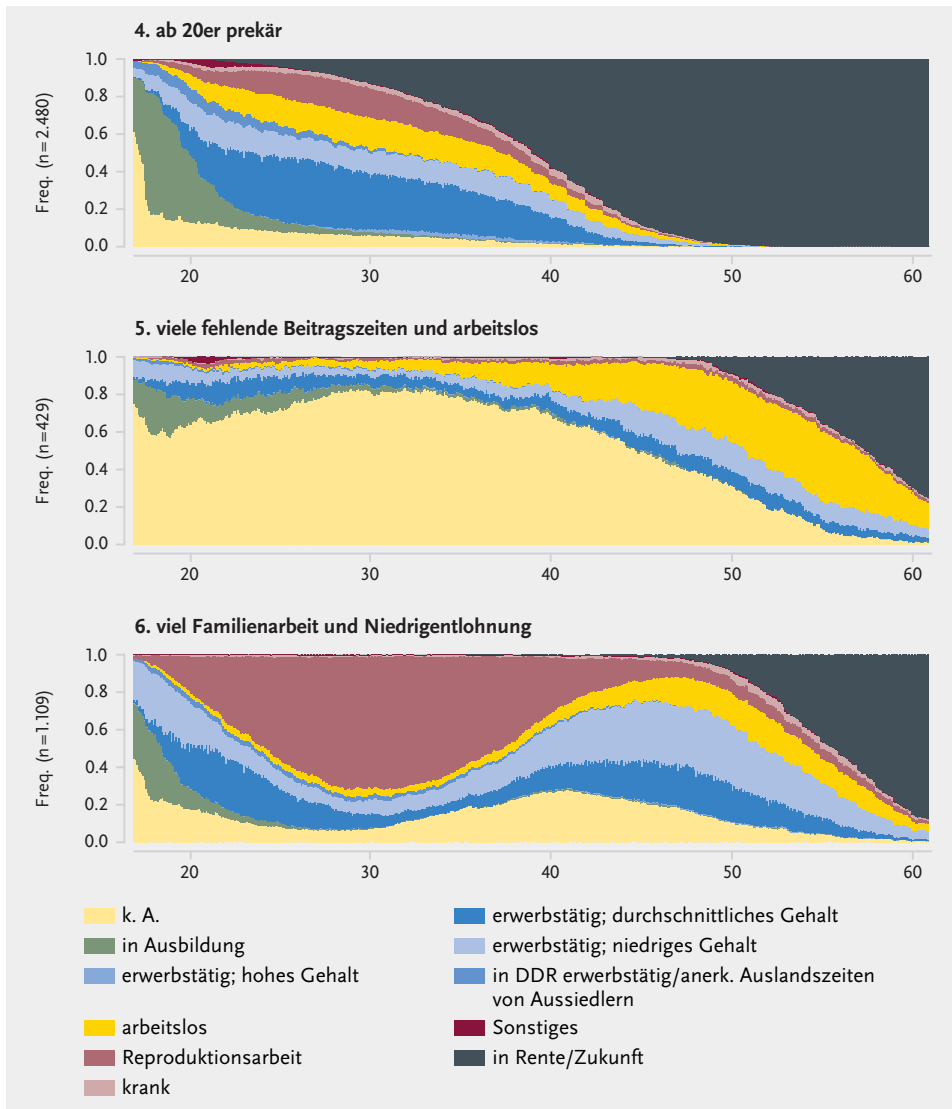 4. ab 20er prekär
Freq. (n=2.480)
1.0
0.8
0.6
0.4
0.2
0.0
20 30 40 50 60
5. viele fehlende Beitragszeiten und arbeitslos
Freq. (n=429)
1.0
0.8
0.6
0.4
0.2
0.0
20 30 40 50 60
6. viel Familienarbeit und Niedrigentlohnung
Freq. (n=1.109)
1.0
0.8
0.6
0.4
0.2
0.0
20 30 40 50 60
k. A.
in Ausbildung
erwerbstätig; hohes Gehalt
arbeitslos
Reproduktionsarbeit
krank
erwerbstätig; durchschnittliches Gehalt
erwerbstätig; niedriges Gehalt
in DDR erwerbstätig/anerk. Auslandszeiten
von Aussiedlern
Sonstiges
in Rente/Zukunft